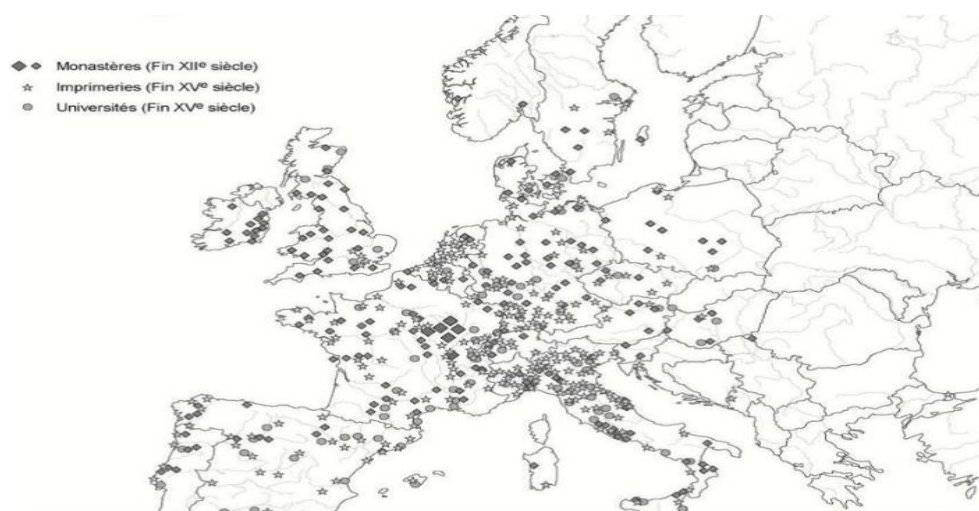 Monastères (Fin XIIe siècle)
Imprimeries (Fin XVe siècle)
Universités (Fin XVe siècle)